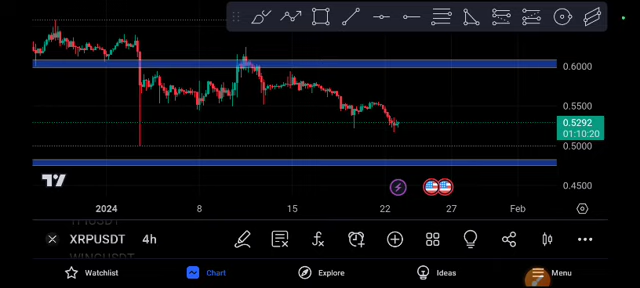 0.6000
0.5500
0.5292
01:10:20
0.5000
0.4500
2024 8 15 22 27 Feb
XRPUSDT 4h
Watchlist Chart Explore Ideas Menu